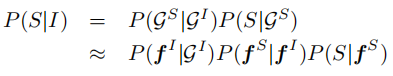 P(S|I) = P(𝒢^S|𝒢^I)P(S|𝒢^S)
≈ P(𝒇^I|𝒢^I)P(𝒇^S|𝒇^I)P(S|𝒇^S)